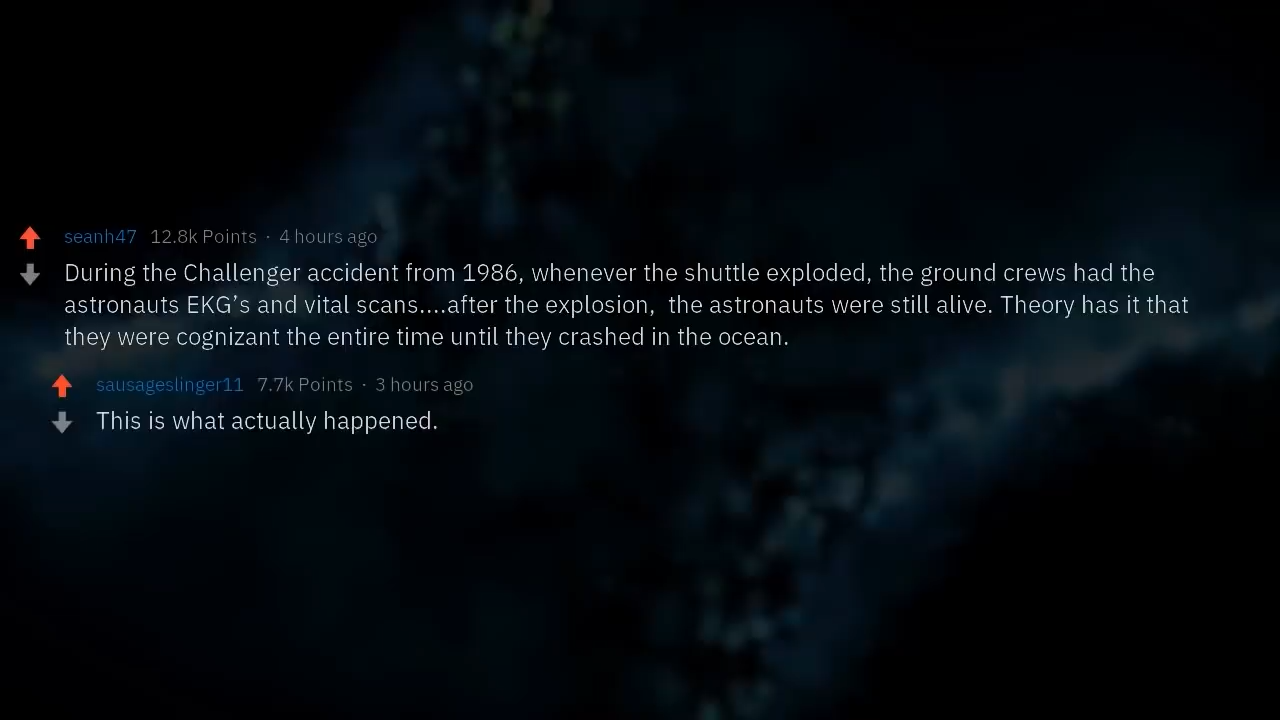 seanh47 12.8k Points · 4 hours ago
During the Challenger accident from 1986, whenever the shuttle exploded, the ground crews had the
astronauts EKG’s and vital scans....after the explosion,  the astronauts were still alive. Theory has it that
they were cognizant the entire time until they crashed in the ocean.
sausageslinger11 7.7k Points · 3 hours ago
This is what actually happened.